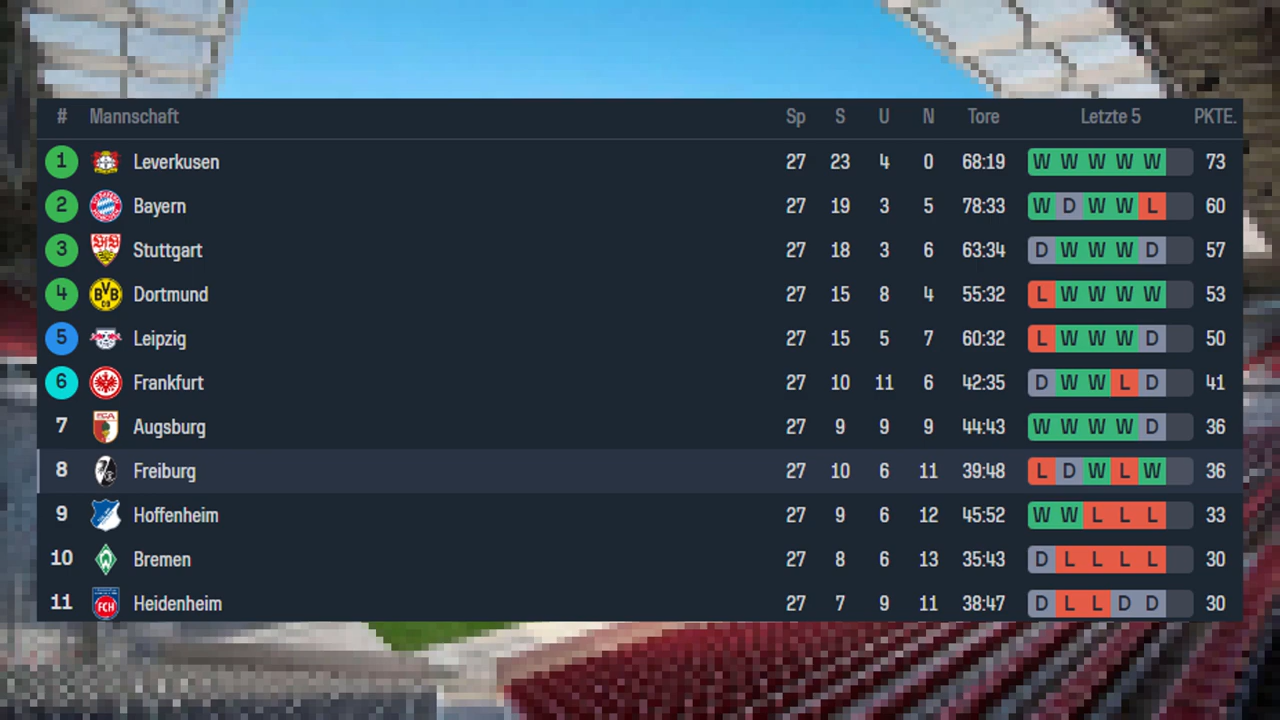 # Mannschaft Sp S U N Tore Letzte 5 PKTE.
1 Leverkusen 27 23 4 0 68:19 W W W W W 73
2 Bayern 27 19 3 5 78:33 W D W W L 60
3 Stuttgart 27 18 3 6 63:34 D W W W D 57
4 BVB 09 Dortmund 27 15 8 4 55:32 L W W W W 53
5 Leipzig 27 15 5 7 60:32 L W W W D 50
6 Frankfurt 27 10 11 6 42:35 D W W L D 41
7 FCA Augsburg 27 9 9 9 44:43 W W W W D 36
8 Freiburg 27 10 6 11 39:48 L D W L W 36
9 Hoffenheim 27 9 6 12 45:52 W W L L L 33
10 Bremen 27 8 6 13 35:43 D L L L L 30
11 FCH Heidenheim 27 7 9 11 38:47 D L L D D 30